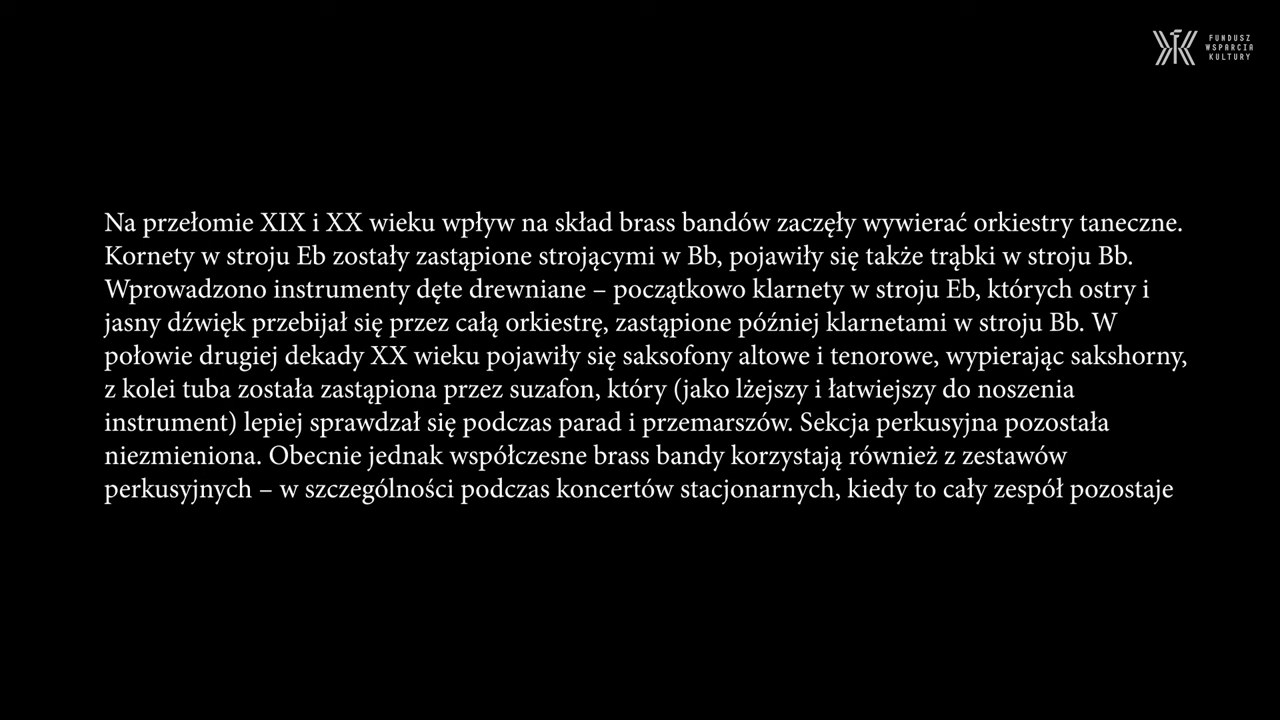 FUNDUSZ
WSPARCIA
KULTURY
Na przełomie XIX i XX wieku wpływ na skład brass bandów zaczęły wywierać orkiestry taneczne.
Kornety w stroju Eb zostały zastąpione strojącymi w Bb, pojawiły się także trąbki w stroju Bb.
Wprowadzono instrumenty dęte drewniane – początkowo klarnety w stroju Eb, których ostry i
jasny dźwięk przebijał się przez całą orkiestrę, zastąpione później klarnetami w stroju Bb. W
połowie drugiej dekady XX wieku pojawiły się saksofony altowe i tenorowe, wypierając sakshorny,
z kolei tuba została zastąpiona przez suzafon, który (jako lżejszy i łatwiejszy do noszenia
instrument) lepiej sprawdzał się podczas parad i przemarszów. Sekcja perkusyjna pozostała
niezmieniona. Obecnie jednak współczesne brass bandy korzystają również z zestawów
perkusyjnych – w szczególności podczas koncertów stacjonarnych, kiedy to cały zespół pozostaje